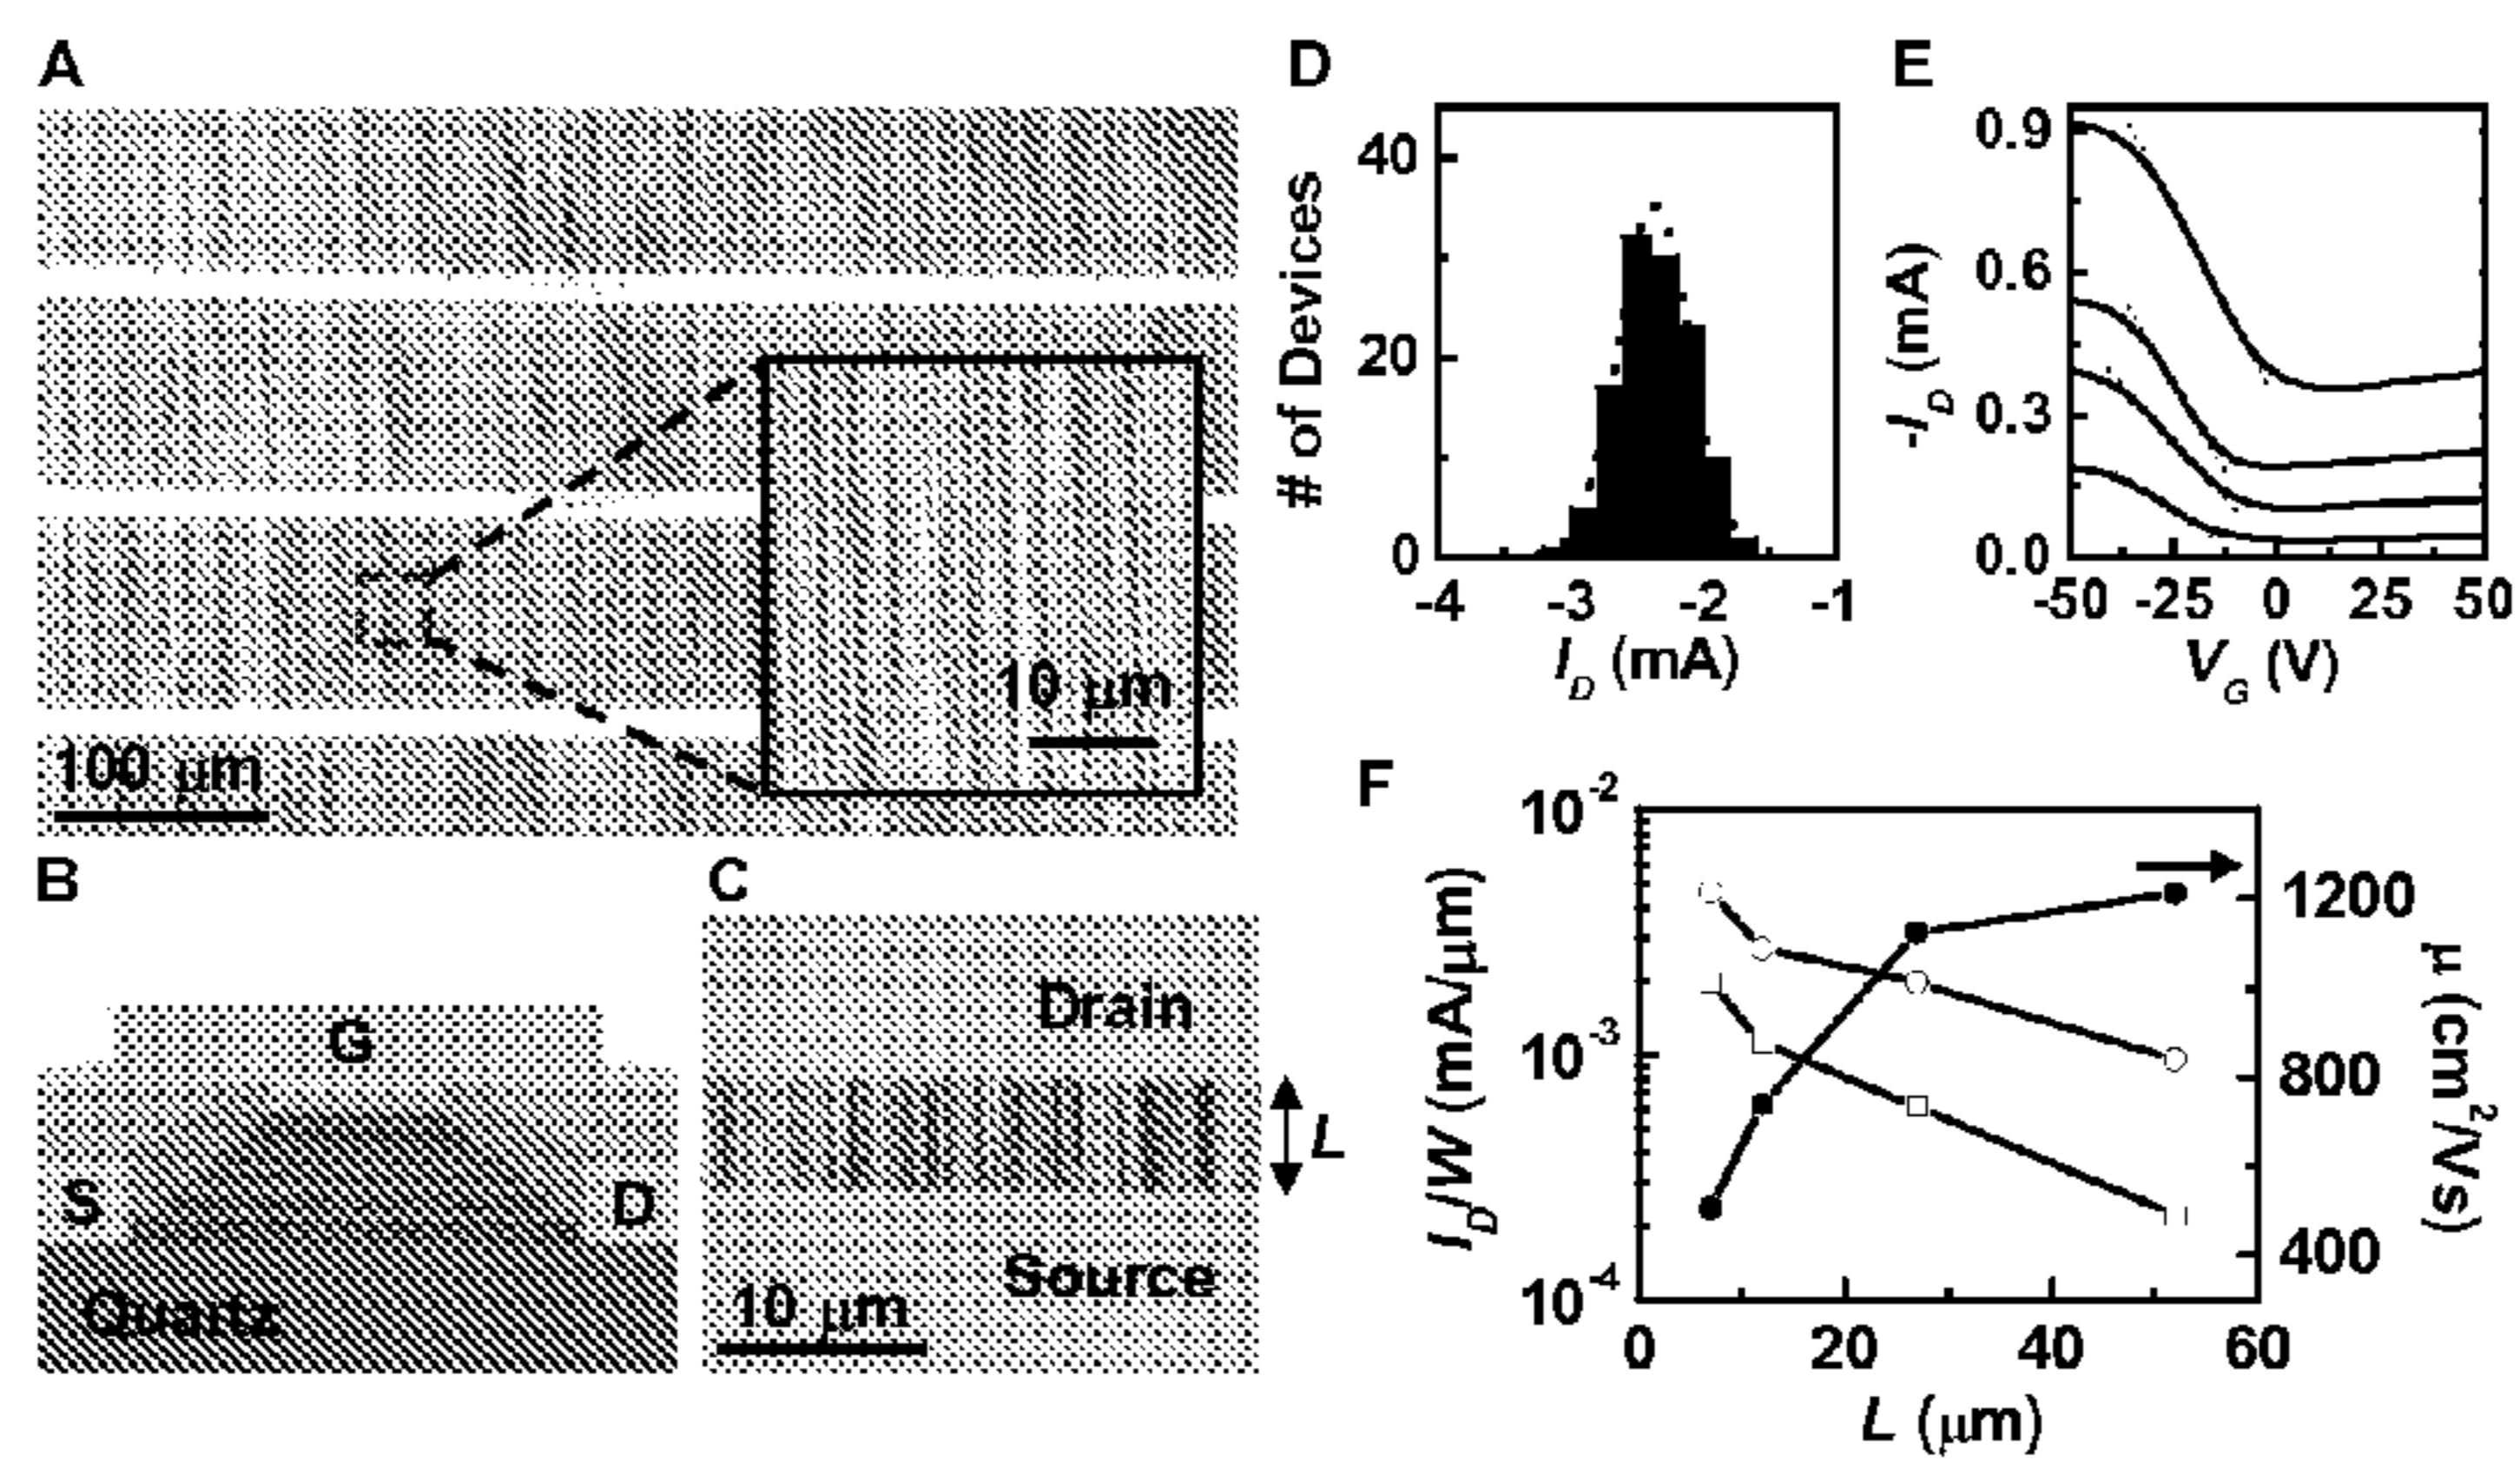 A
100 μm
10 μm
B
G
S
D
Quartz
C
Drain
Source
10 μm
L
D
# of Devices
40
20
0
-4 -3 -2 -1
I_D (mA)
E
-I_D (mA)
0.9
0.6
0.3
0.0
-50 -25 0 25 50
V_G (V)
F
I_D/W (mA/μm)
10⁻²
10⁻³
10⁻⁴
0 20 40 60
L (μm)
1200
800
400
μ (cm²/Vs)